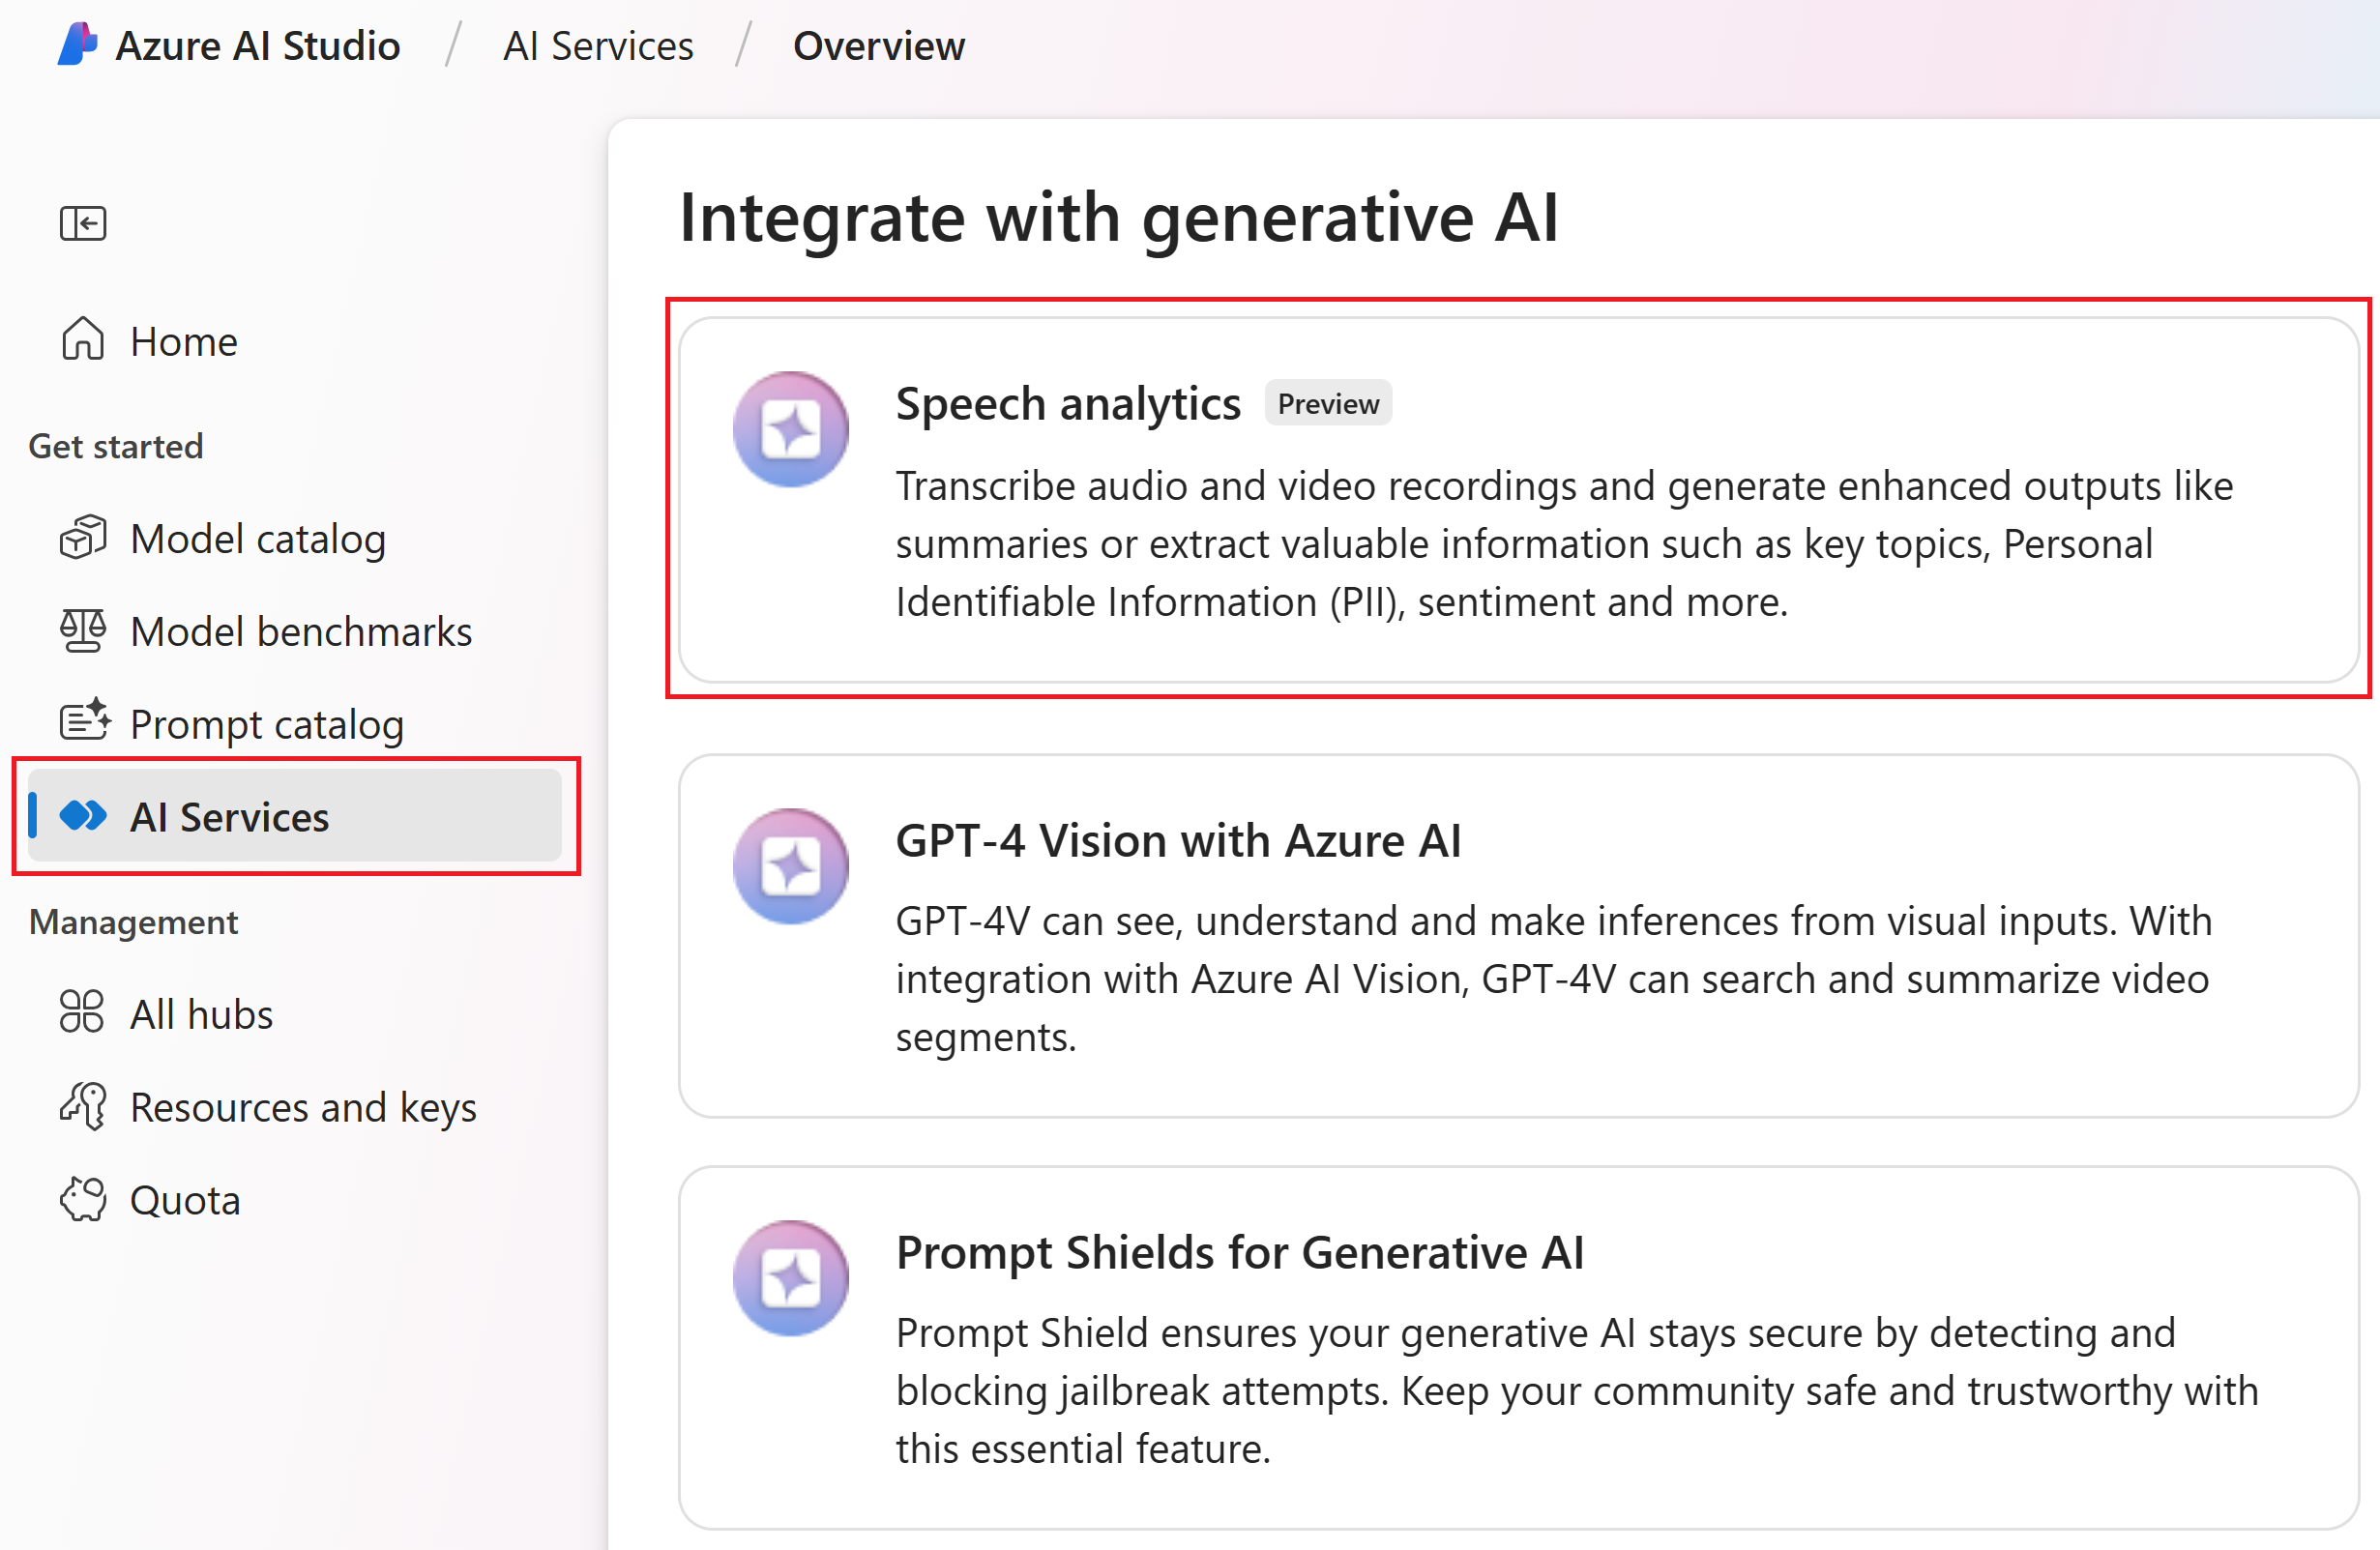 Azure AI Studio / AI Services / Overview
Home
Get started
Model catalog
Model benchmarks
Prompt catalog
AI Services
Management
All hubs
Resources and keys
Quota
Integrate with generative AI
Speech analytics Preview
Transcribe audio and video recordings and generate enhanced outputs like
summaries or extract valuable information such as key topics, Personal
Identifiable Information (PII), sentiment and more.
GPT-4 Vision with Azure AI
GPT-4V can see, understand and make inferences from visual inputs. With
integration with Azure AI Vision, GPT-4V can search and summarize video
segments.
Prompt Shields for Generative AI
Prompt Shield ensures your generative AI stays secure by detecting and
blocking jailbreak attempts. Keep your community safe and trustworthy with
this essential feature.